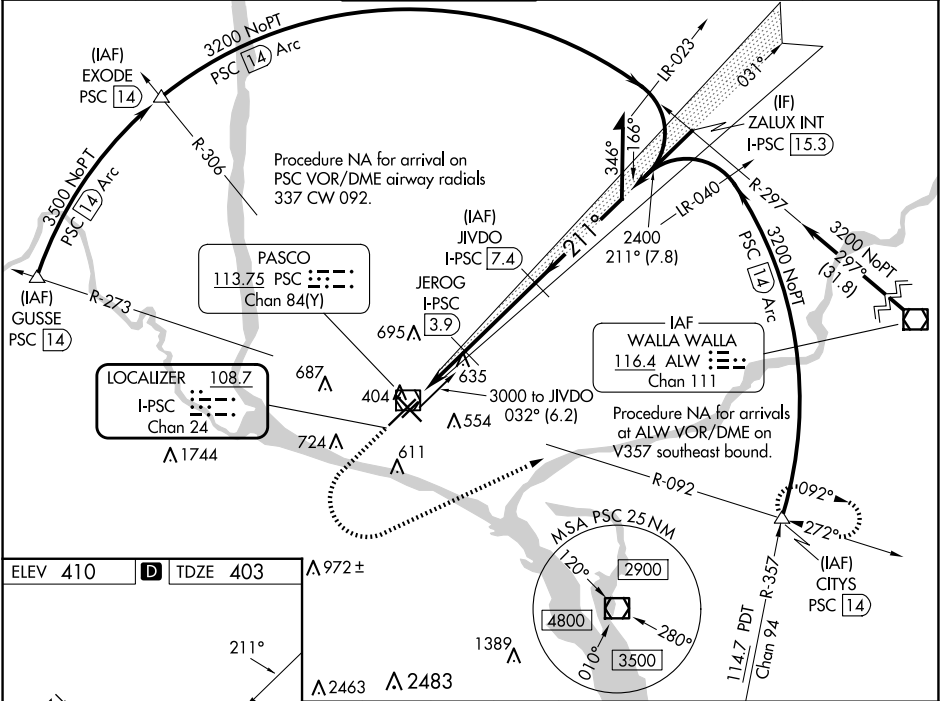 3200 NoPT
PSC 14 Arc
(IAF)
EXODE
PSC 14
LR-023
031°
(IF)
ZALUX INT
I-PSC 15.3
346°
166°
R-306
3500 NoPT
PSC 14 Arc
Procedure NA for arrival on
PSC VOR/DME airway radials
337 CW 092.
(IAF)
JIVDO
I-PSC 7.4
211°
LR-040
2400
211° (7.8)
R-297
3200 NoPT
297°
(31.8)
3200 NoPT
PSC 14 Arc
PASCO
113.75 PSC
Chan 84(Y)
JEROG
I-PSC
3.9
(IAF)
GUSSE
PSC 14
R-273
695
635
IAF
WALLA WALLA
116.4 ALW
Chan 111
LOCALIZER 108.7
I-PSC
Chan 24
687
404
3000 to JIVDO
032° (6.2)
554
724
611
1744
Procedure NA for arrivals
at ALW VOR/DME on
V357 southeast bound.
R-092
092°
272°
(IAF)
CITYS
PSC 14
R-357
114.7 PDT
Chan 94
MSA PSC 25 NM
120°
2900
4800
280°
010°
3500
ELEV 410 D TDZE 403
972 ±
211°
1389
2463
2483